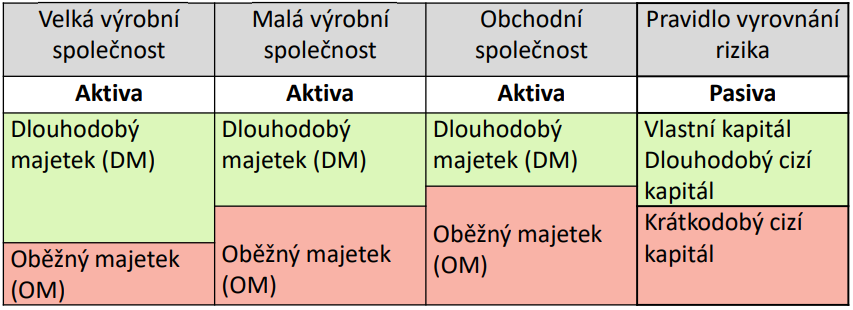 Velká výrobní
společnost
Malá výrobní
společnost
Obchodní
společnost
Pravidlo vyrovnání
rizika
Aktiva
Aktiva
Aktiva
Pasiva
Dlouhodobý
majetek (DM)
Dlouhodobý
majetek (DM)
Dlouhodobý
majetek (DM)
Vlastní kapitál
Dlouhodobý cizí
kapitál
Oběžný majetek
(OM)
Oběžný majetek
(OM)
Oběžný majetek
(OM)
Krátkodobý cizí
kapitál